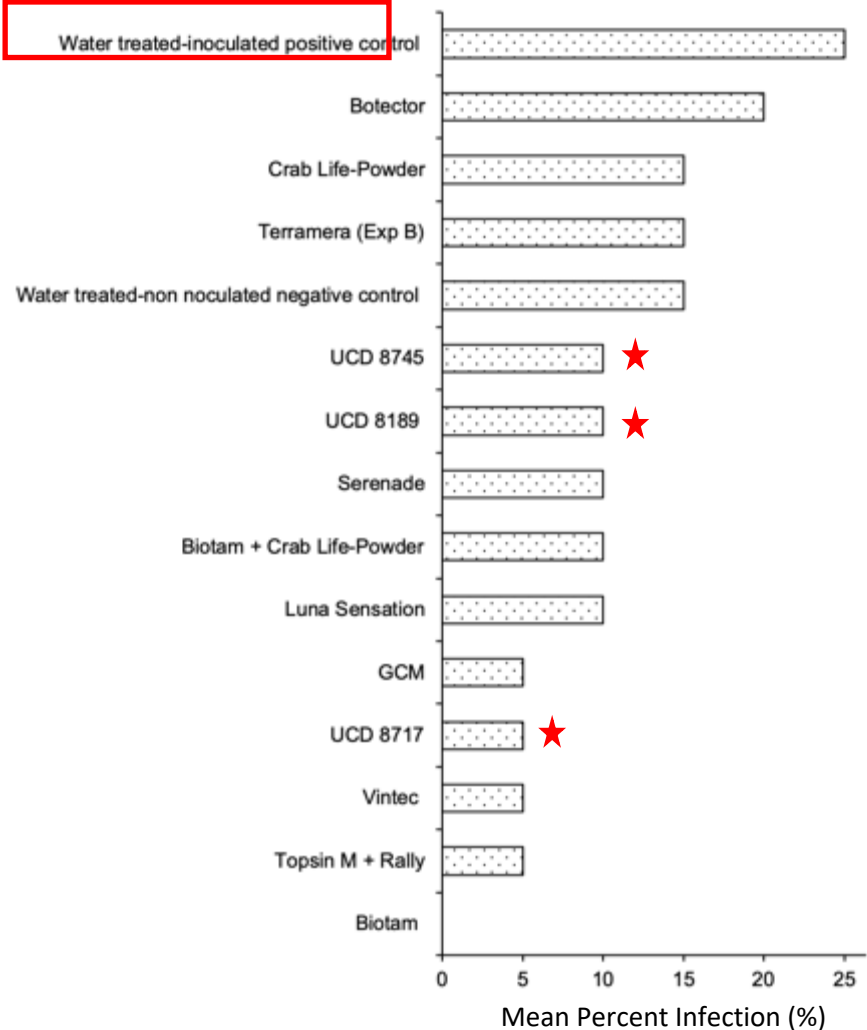 Water treated-inoculated positive control
Botector
Crab Life-Powder
Terramera (Exp B)
Water treated-non noculated negative control
UCD 8745
UCD 8189
Serenade
Biotam + Crab Life-Powder
Luna Sensation
GCM
UCD 8717
Vintec
Topsin M + Rally
Biotam
0 5 10 15 20 25
Mean Percent Infection (%)